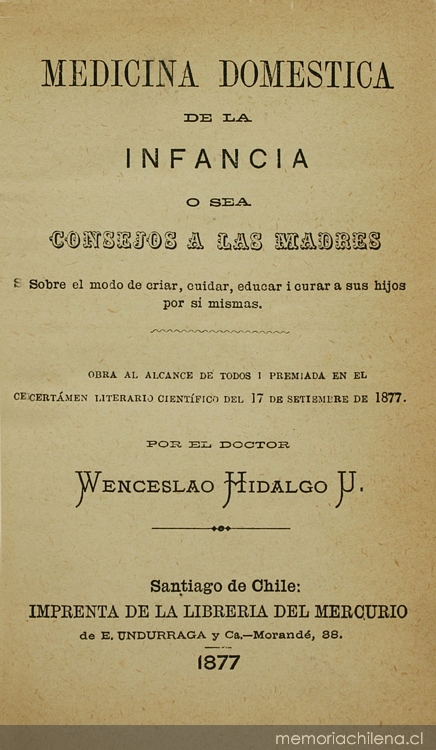 MEDICINA DOMESTICA
DE LA
INFANCIA
O SEA
CONSEJOS A LAS MADRES
S Sobre el modo de criar, cuidar, educar i curar a sus hijos
por si mismas.
OBRA AL ALCANCE DE TODOS I PREMIADA EN EL
CECERTÁMEN LITERARIO CIENTÍFICO DEL 17 DE SETIEMBRE DE 1877.
POR EL DOCTOR
WENCESLAO HIDALGO U.
Santiago de Chile:
IMPRENTA DE LA LIBRERIA DEL MERCURIO
de E. UNDURRAGA y Ca.—Morandé, 38.
1877
memoriachilena.cl